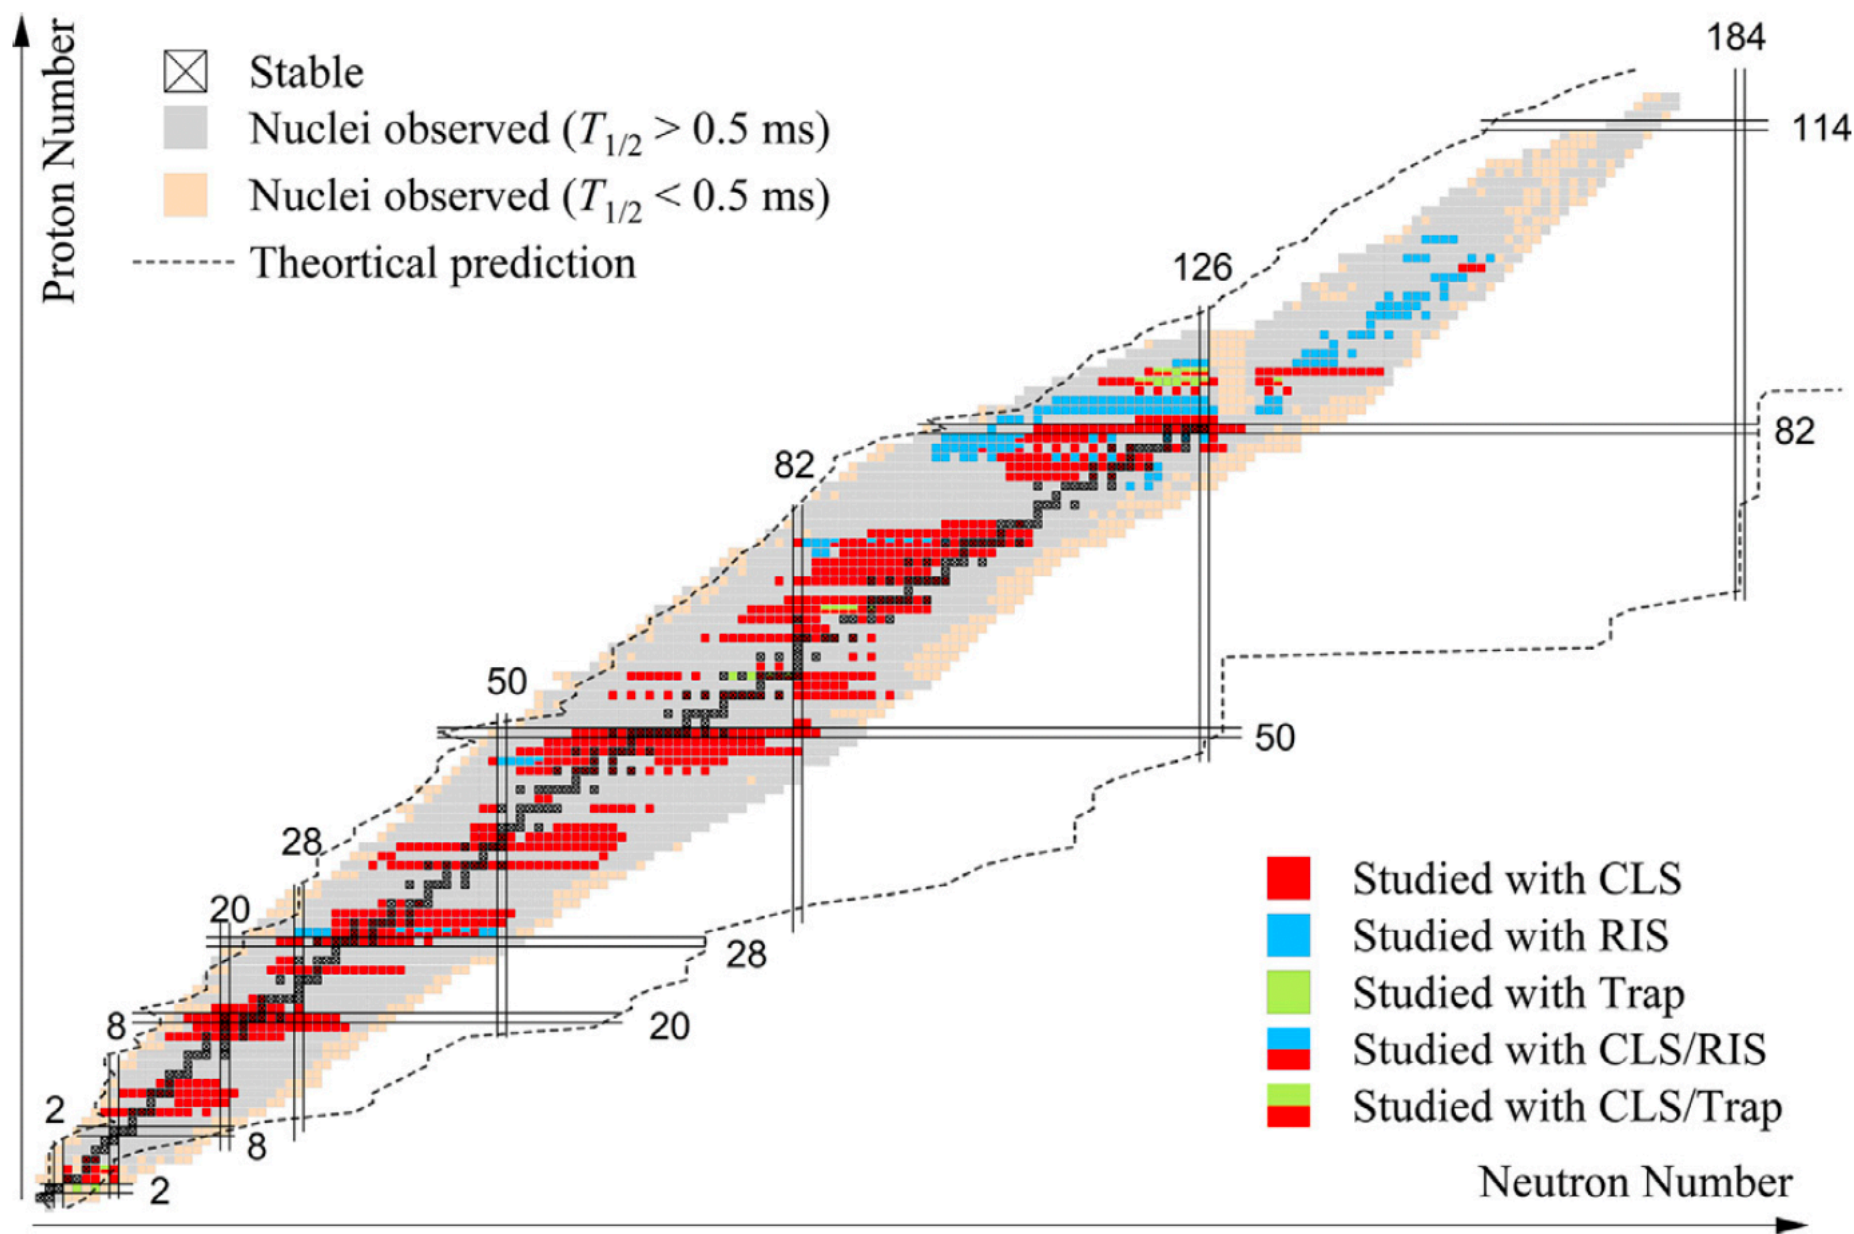 Proton Number
Stable
Nuclei observed (T1/2 > 0.5 ms)
Nuclei observed (T1/2 < 0.5 ms)
Theortical prediction
184
114
126
82
82
50
50
28
28
20
20
8
8
2
2
Studied with CLS
Studied with RIS
Studied with Trap
Studied with CLS/RIS
Studied with CLS/Trap
Neutron Number